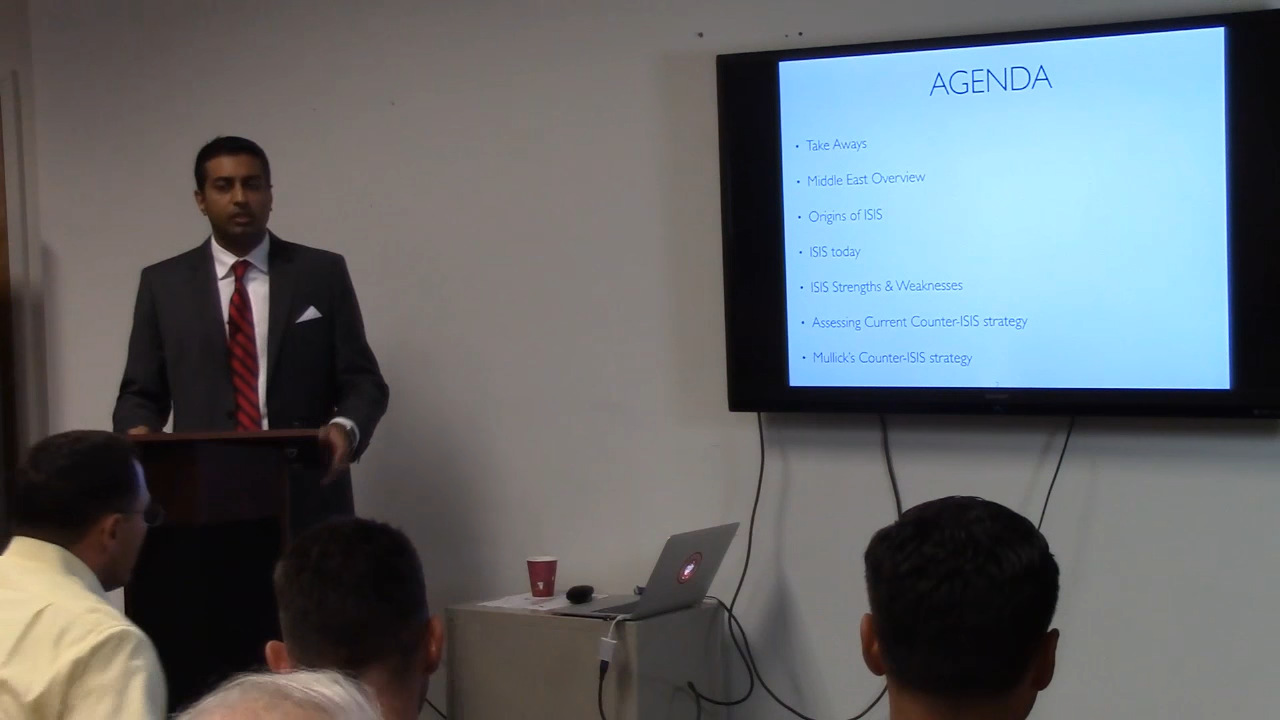 AGENDA
• Take Aways
• Middle East Overview
• Origins of ISIS
• ISIS today
• ISIS Strengths & Weaknesses
• Assessing Current Counter-ISIS strategy
• Mullick's Counter-ISIS strategy